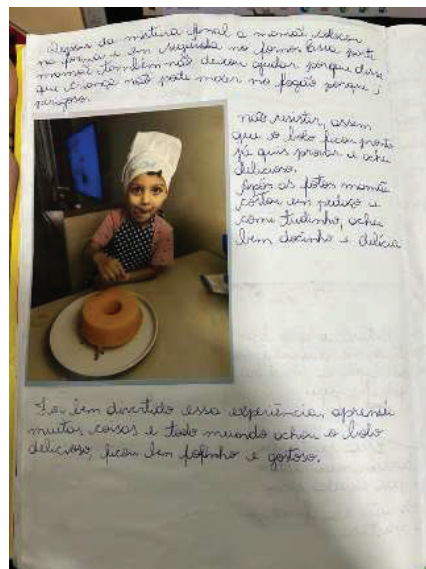 Depois da mistura final a mamãe colocou
na forma e em seguida no forno. Essa parte
mamãe também não deixou ajudar porque disse
que criança não pode mexer no fogão porque é
perigoso.
não resistir, assim
que o bolo ficou pronto
já quis provar e achei
delicioso.
Após as fotos mamãe
cortou um pedaço e
comi tudinho, achei
bem docinho e delícia
Foi bem divertido essa experiência, aprendi
muitas coisas e todo mundo achou o bolo
delicioso, ficou bem fofinho e gostoso.